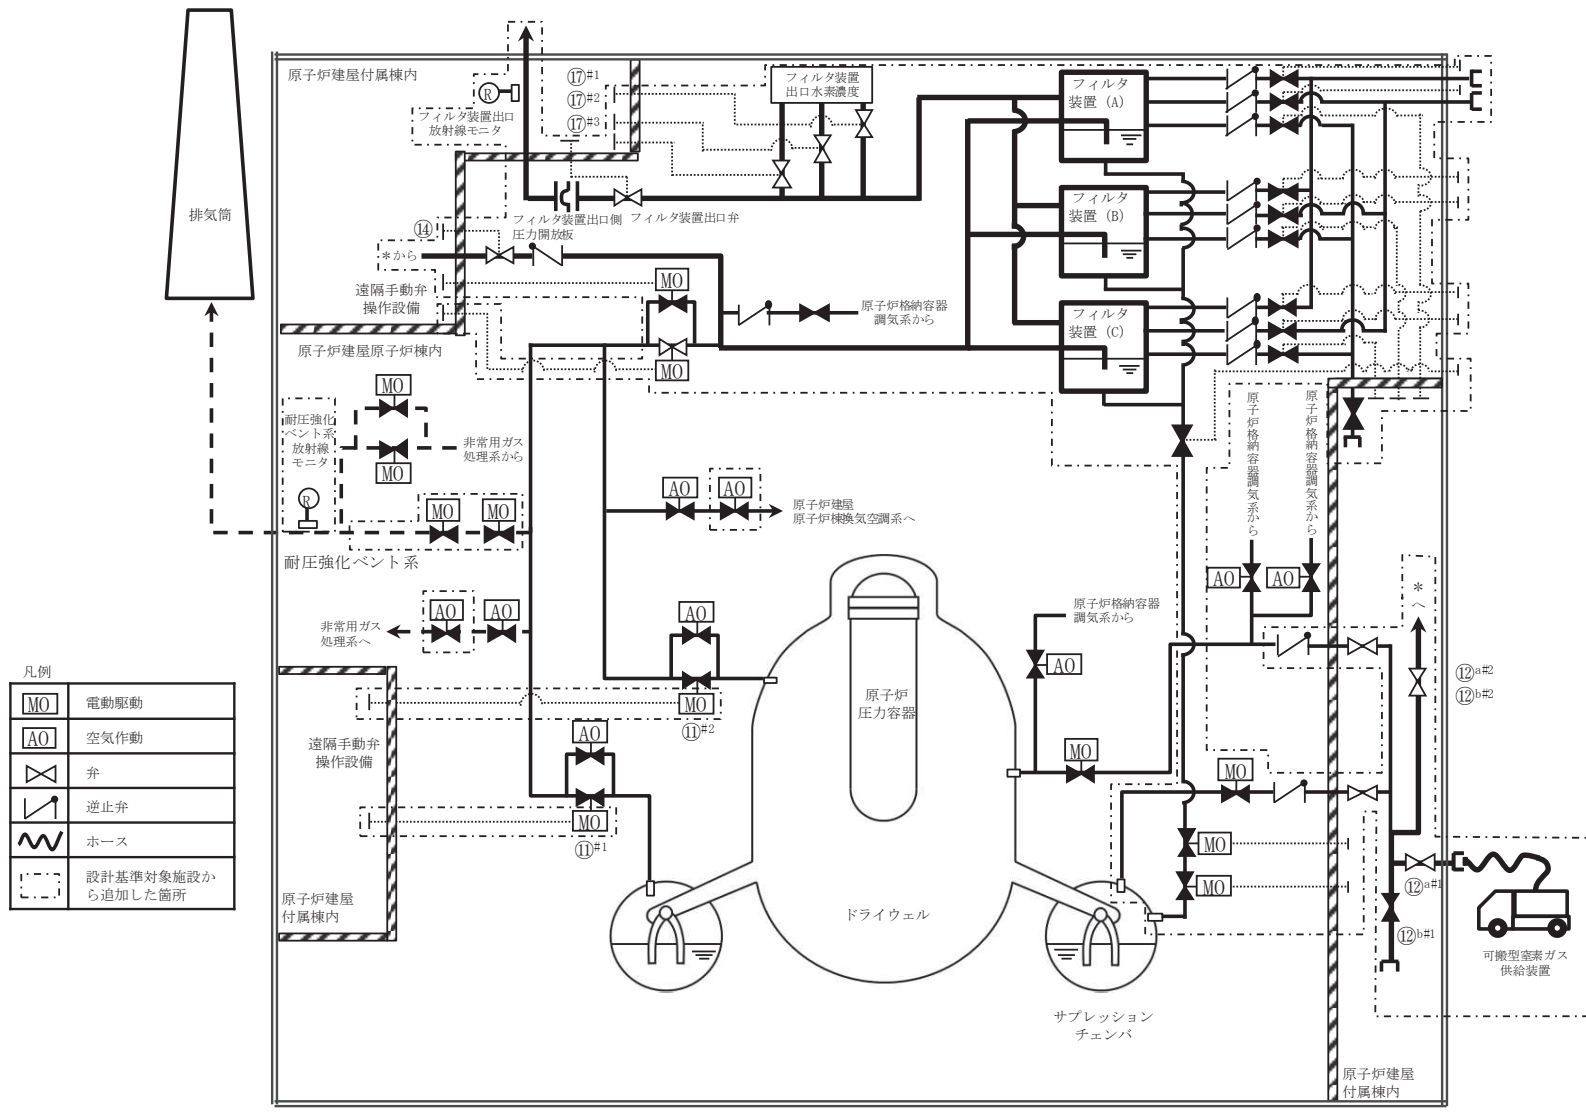 原子炉建屋付属棟内
R
フィルタ装置出口
放射線モニタ
⑰#1
⑰#2
⑰#3
フィルタ装置
出口水素濃度
フィルタ
装置 (A)
フィルタ
装置 (B)
フィルタ
装置 (C)
排気筒
⑭
*から
フィルタ装置出口側
圧力開放板
フィルタ装置出口弁
遠隔手動弁
操作設備
MO
MO
原子炉格納容器
調気系から
原子炉建屋原子炉棟内
耐圧強化
ベント系
放射線
モニタ
R
MO
MO
非常用ガス
処理系から
MO
MO
耐圧強化ベント系
AO
AO
原子炉建屋
原子炉棟換気空調系へ
原子炉格納容器調気系から
原子炉格納容器調気系から
AO
AO
*へ
非常用ガス
処理系へ
AO
AO
AO
MO
⑪#2
原子炉格納容器
調気系から
AO
原子炉
圧力容器
MO
MO
⑫a#2
⑫b#2
遠隔手動弁
操作設備
AO
MO
⑪#1
MO
MO
⑫a#1
⑫b#1
可搬型窒素ガス
供給装置
ドライウェル
サプレッション
チェンバ
原子炉建屋
付属棟内
原子炉建屋
付属棟内
凡例
MO 電動駆動
AO 空気作動
弁
逆止弁
ホース
設計基準対象施設か
ら追加した箇所